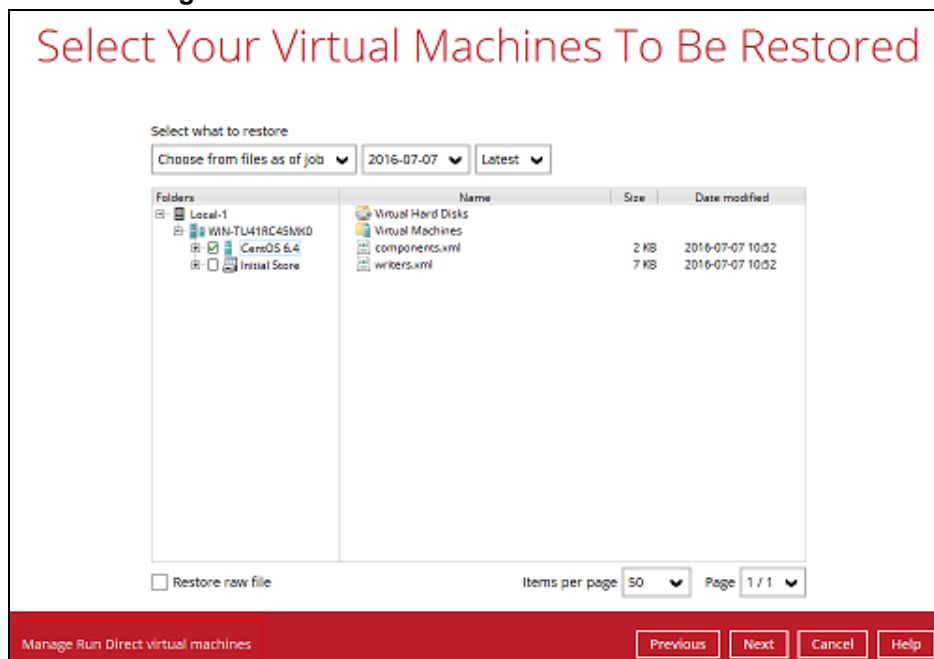 Select Your Virtual Machines To Be Restored
Select what to restore
Choose from files as of job 2016-07-07 Latest
Folders Name Size Date modified
Local-1 Virtual Hard Disks
WIN-TU41RC45MK0 Virtual Machines
CentOS 6.4 components.xml 2 KB 2016-07-07 10:52
Initial Store writers.xml 7 KB 2016-07-07 10:52
Restore raw file Items per page 50 Page 1 / 1
Manage Run Direct virtual machines Previous Next Cancel Help